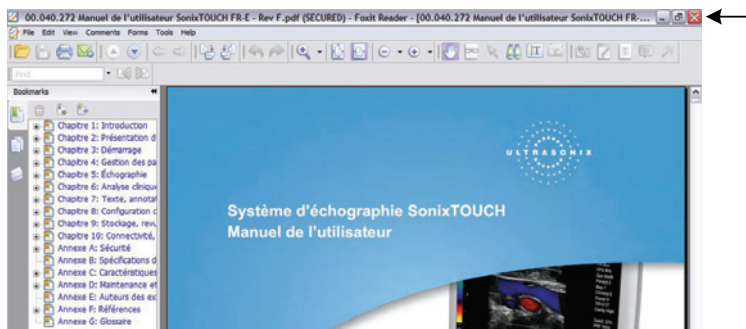 00.040.272 Manuel de l'utilisateur SonixTOUCH FR-E - Rev F.pdf (SECURED) - Foxit Reader - [00.040.272 Manuel de l'utilisateur SonixTOUCH FR-...
File Edit View Comments Forms Tools Help
Find
Bookmarks
Chapitre 1: Introduction
Chapitre 2: Présentation d
Chapitre 3: Démarrage
Chapitre 4: Gestion des pa
Chapitre 5: Échographie
Chapitre 6: Analyse clinique
Chapitre 7: Texte, annotat
Chapitre 8: Configuration d
Chapitre 9: Stockage, revu
Chapitre 10: Connectivité,
Annexe A: Sécurité
Annexe B: Spécifications d
Annexe C: Caractéristiques
Annexe D: Maintenance et
Annexe E: Auteurs des ex
Annexe F: Références
Annexe G: Glossaire
ULTRASONIX
Système d'échographie SonixTOUCH
Manuel de l'utilisateur